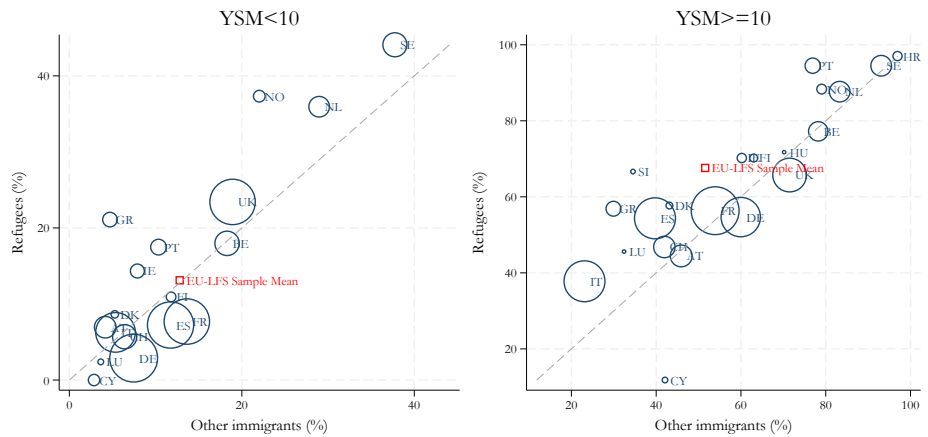 YSM<10
YSM>=10
Refugees (%)
40
20
0
SE
NO
NL
UK
GR
BE
PT
IE
EU-LFS Sample Mean
FI
DK
AT
IT
CH
ES
FR
DE
LU
CY
0
20
40
Other immigrants (%)
Refugees (%)
100
80
60
40
20
HR
SE
PT
NO
NL
BE
HU
FI
SI
EU-LFS Sample Mean
UK
GR
DK
ES
FR
DE
LU
CH
AT
IT
CY
20
40
60
80
100
Other immigrants (%)